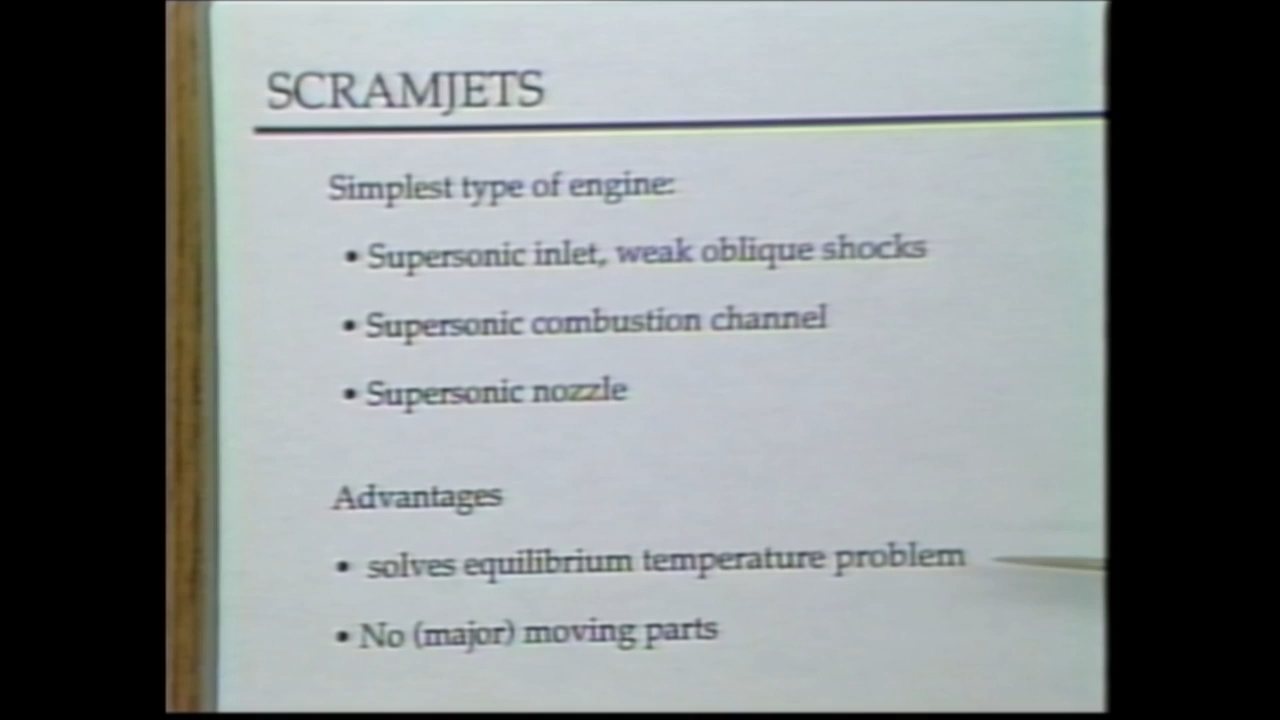 SCRAMJETS
Simplest type of engine:
• Supersonic inlet, weak oblique shocks
• Supersonic combustion channel
• Supersonic nozzle
Advantages
• solves equilibrium temperature problem
• No (major) moving parts